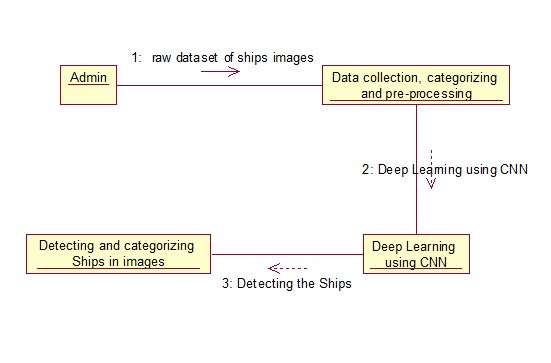 1: raw dataset of ships images
Admin
Data collection, categorizing
and pre-processing
2: Deep Learning using CNN
Detecting and categorizing
Ships in images
Deep Learning
using CNN
3: Detecting the Ships